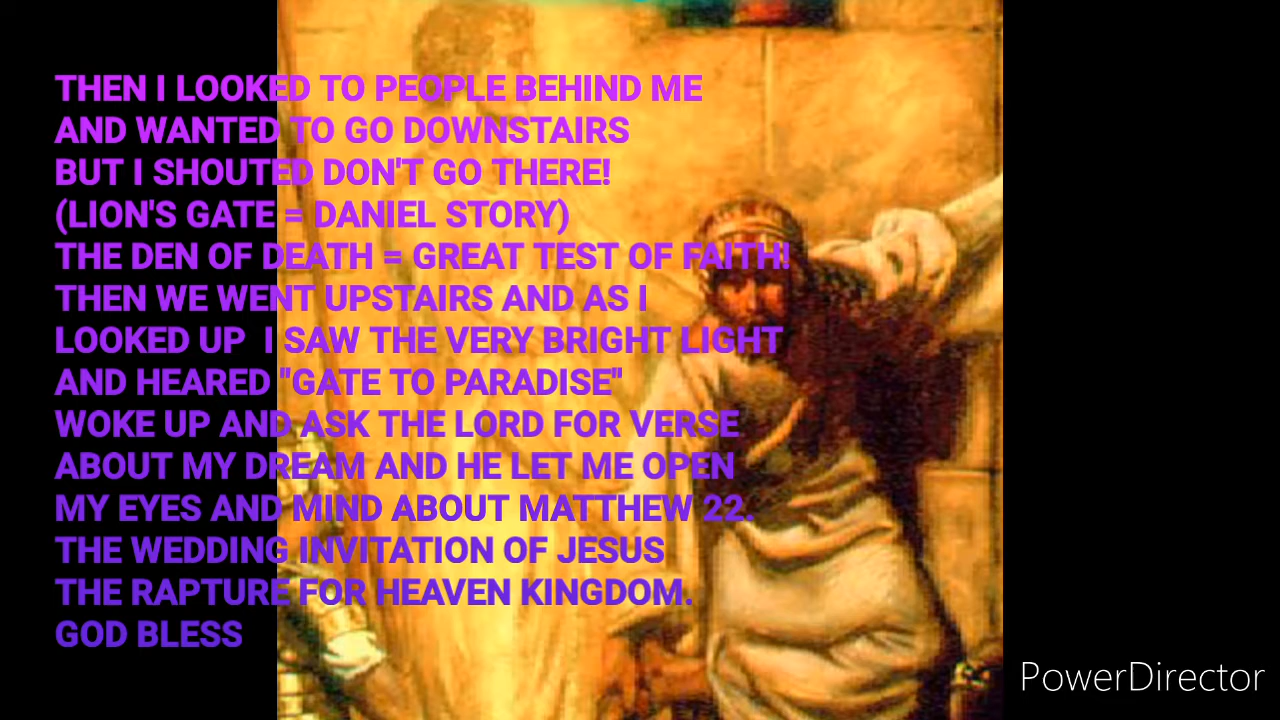 THEN I LOOKED TO PEOPLE BEHIND ME
AND WANTED TO GO DOWNSTAIRS
BUT I SHOUTED DON'T GO THERE!
(LION'S GATE = DANIEL STORY)
THE DEN OF DEATH = GREAT TEST OF FAITH!
THEN WE WENT UPSTAIRS AND AS I
LOOKED UP  I SAW THE VERY BRIGHT LIGHT
AND HEARED "GATE TO PARADISE"
WOKE UP AND ASK THE LORD FOR VERSE
ABOUT MY DREAM AND HE LET ME OPEN
MY EYES AND MIND ABOUT MATTHEW 22.
THE WEDDING INVITATION OF JESUS
THE RAPTURE FOR HEAVEN KINGDOM.
GOD BLESS
PowerDirector